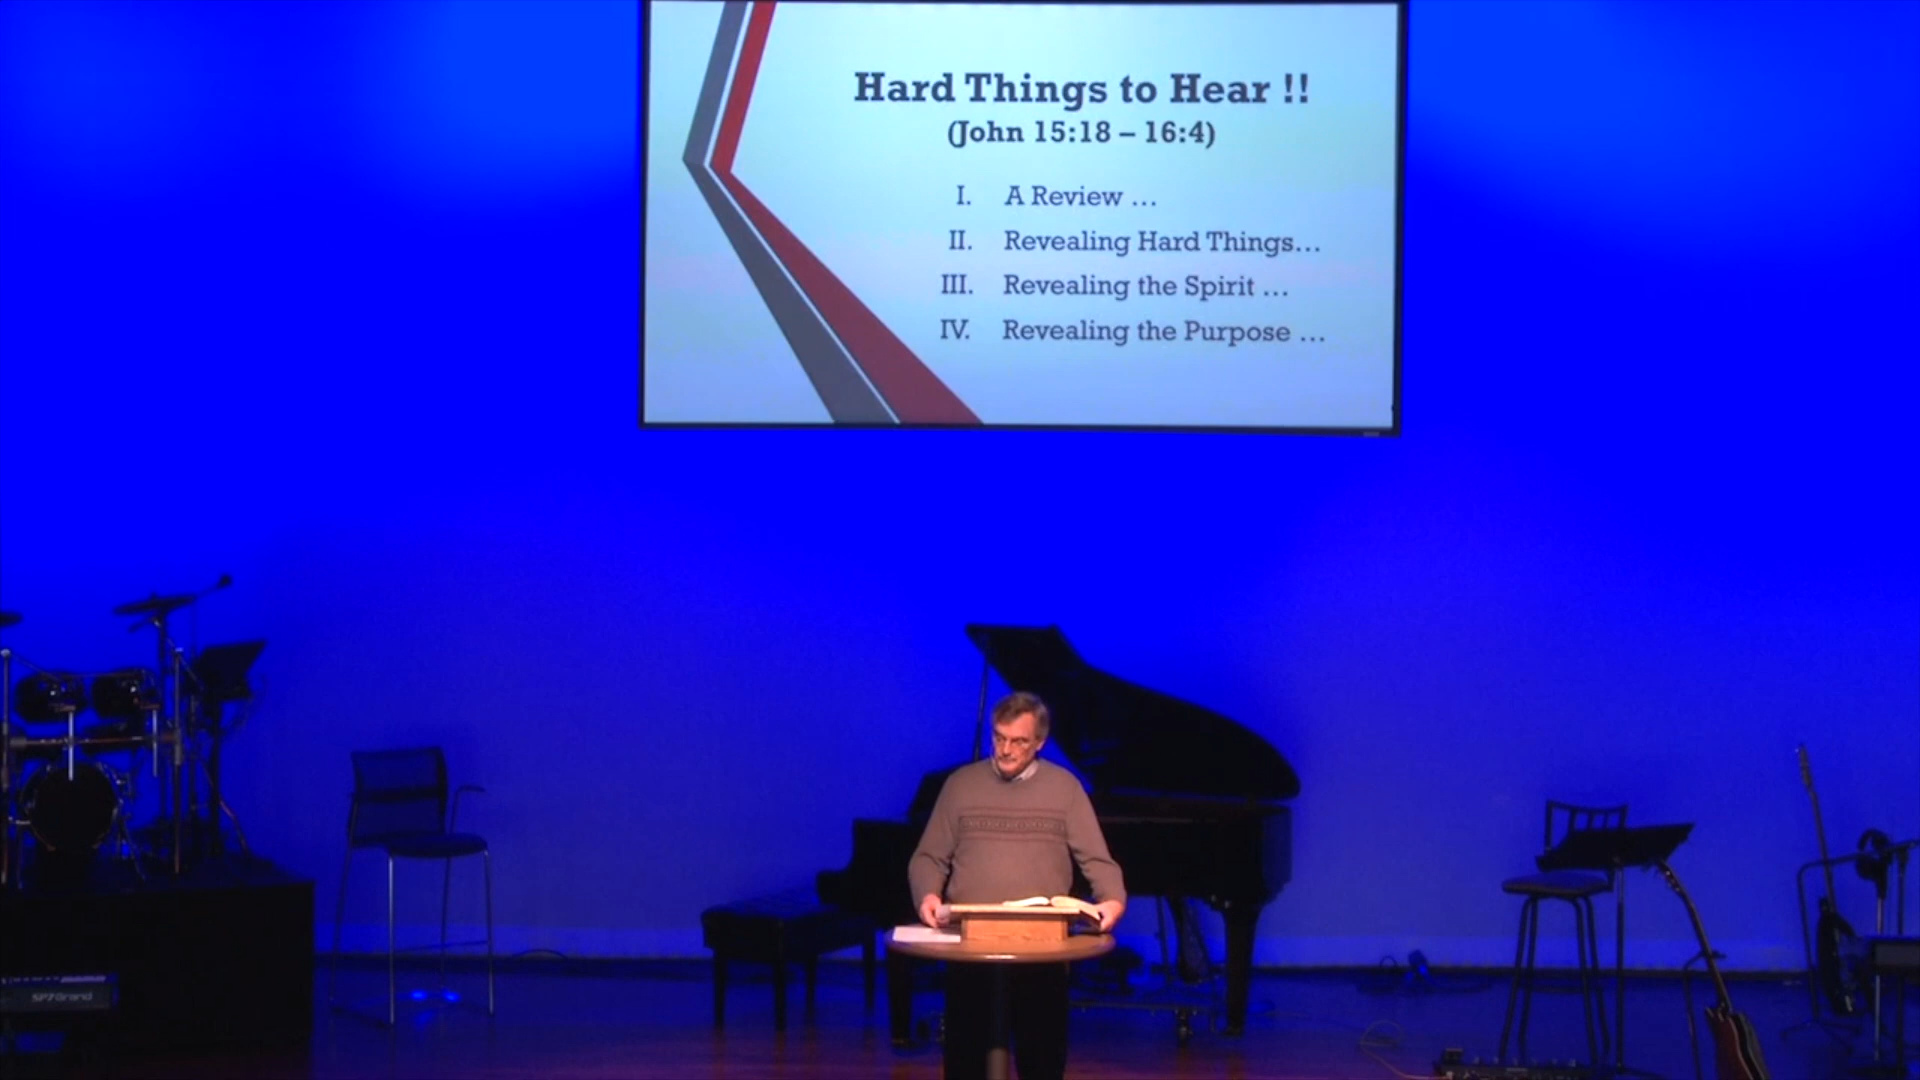 Hard Things to Hear !!
(John 15:18 – 16:4)
I. A Review …
II. Revealing Hard Things…
III. Revealing the Spirit …
IV. Revealing the Purpose …
SP7Grand